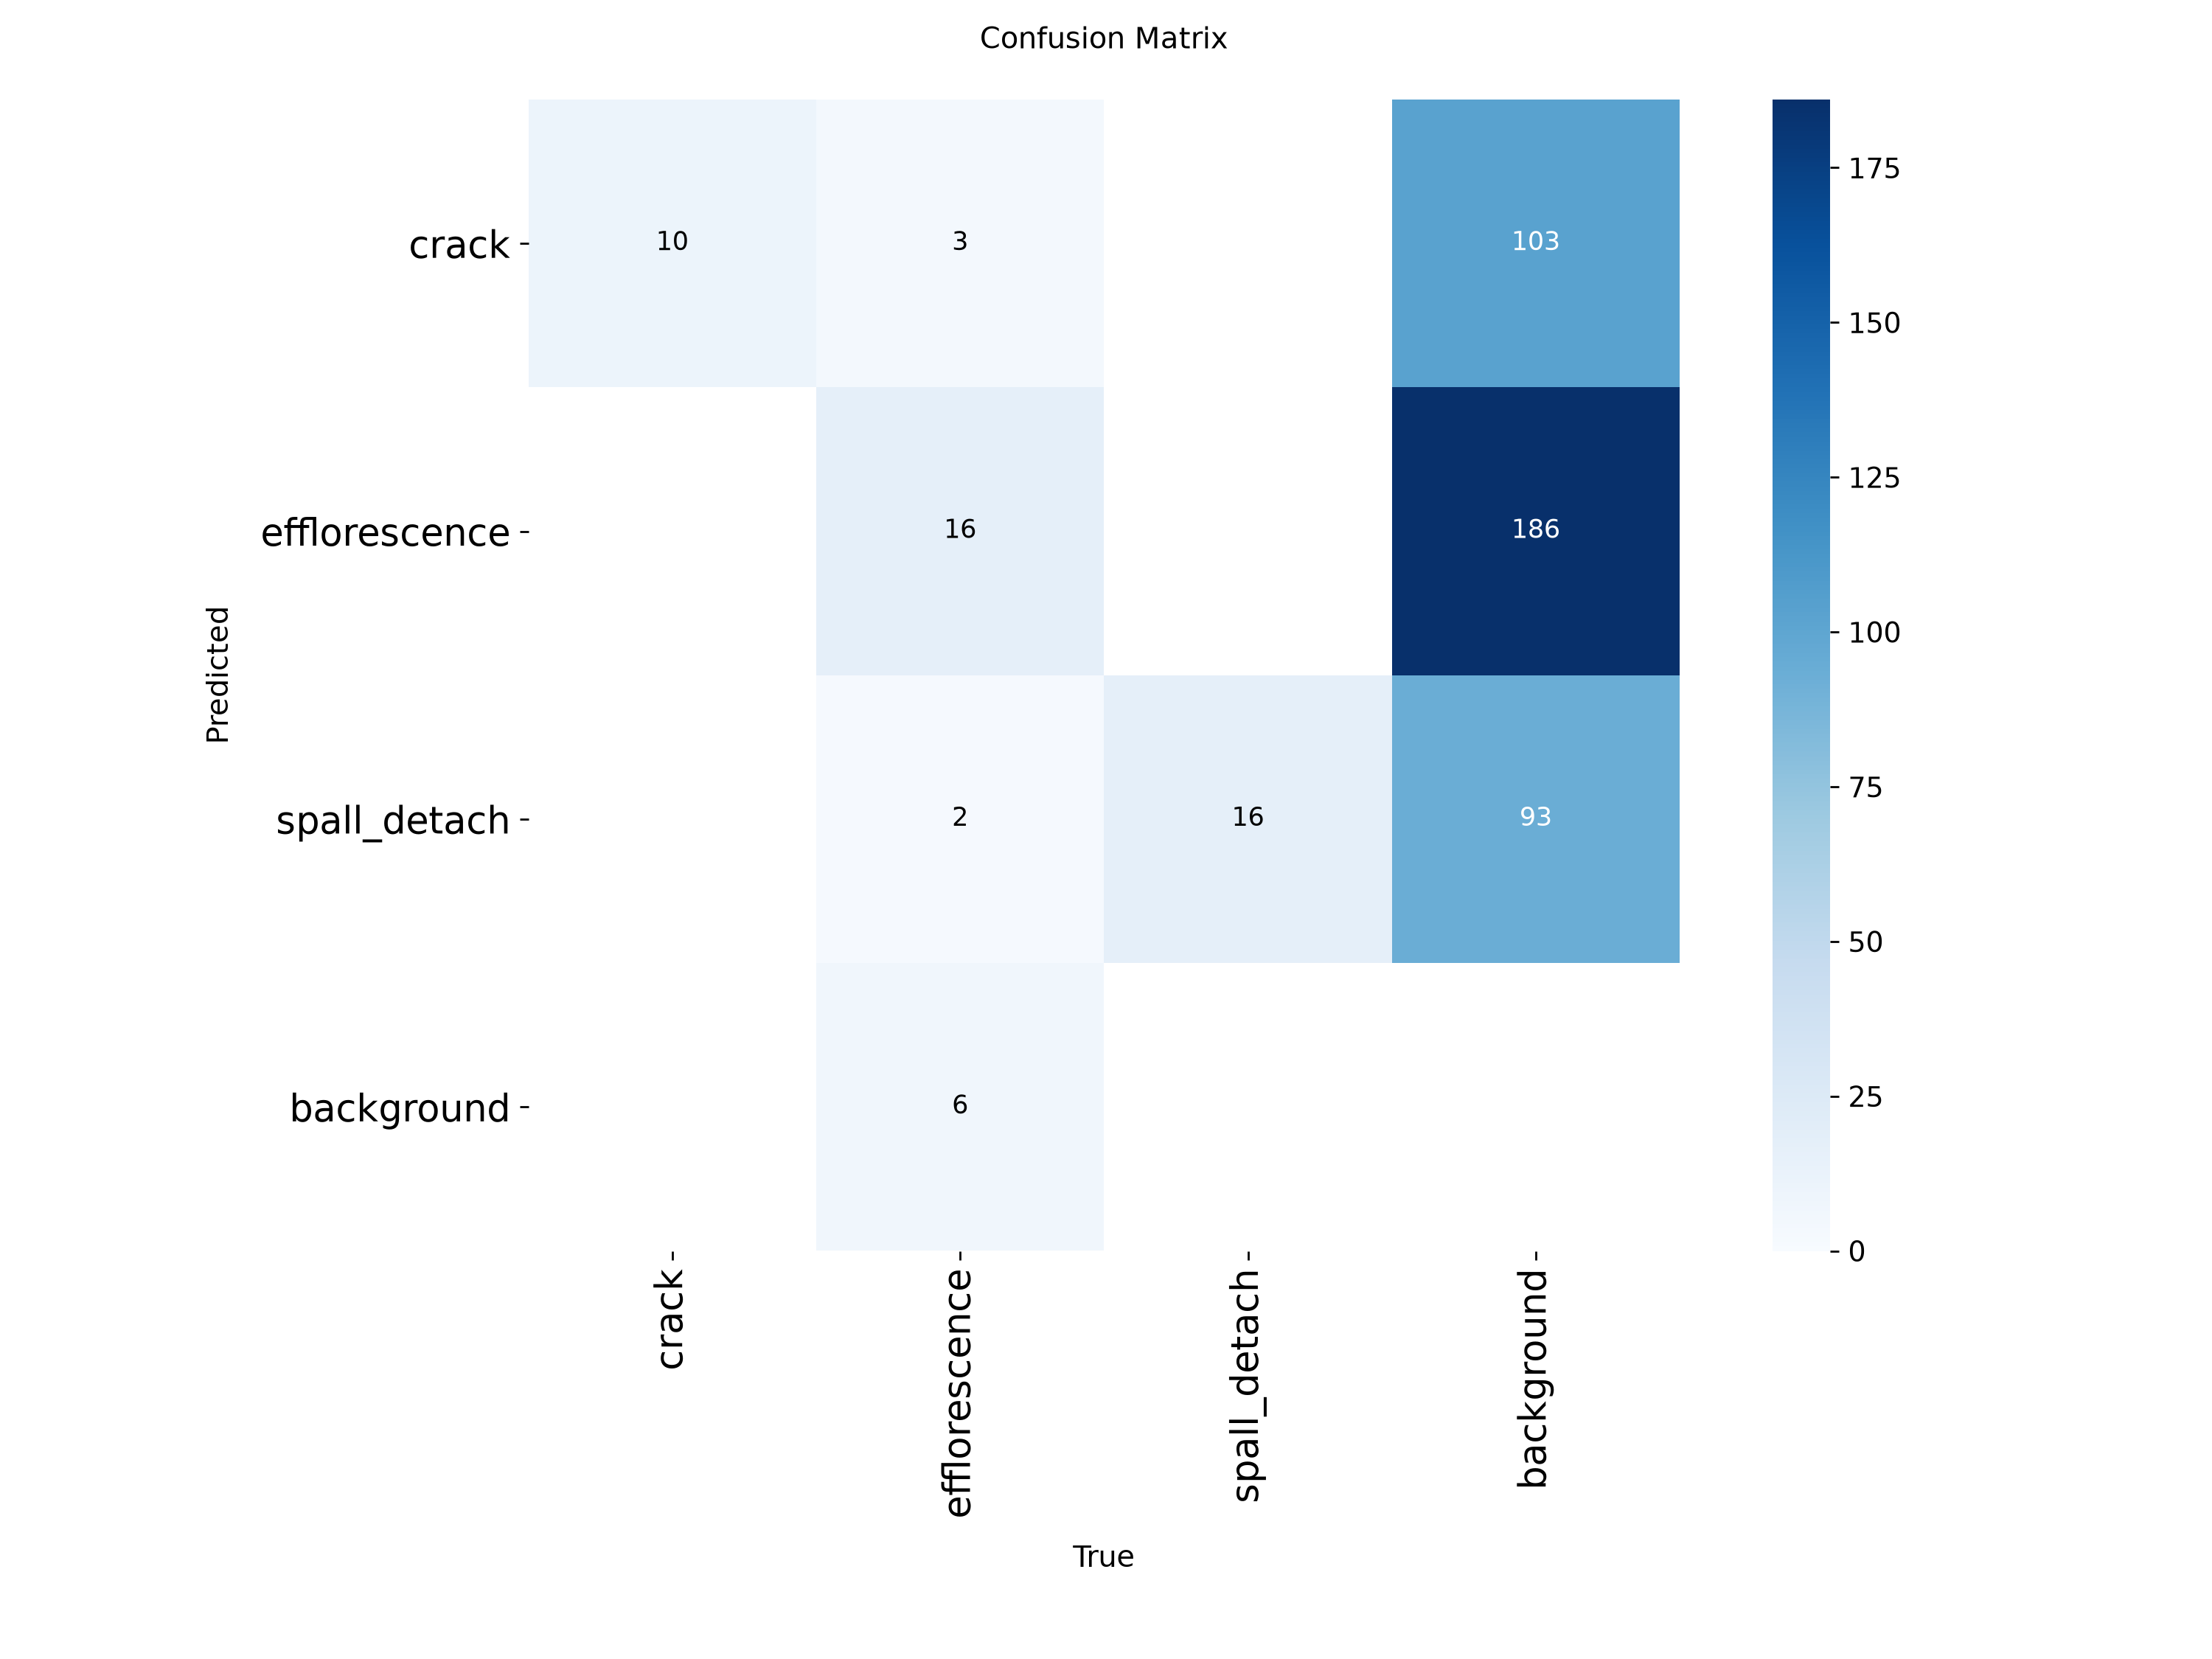 Confusion Matrix
crack
10
3
103
efflorescence
16
186
spall_detach
2
16
93
background
6
Predicted
crack
efflorescence
spall_detach
background
True
175
150
125
100
75
50
25
0